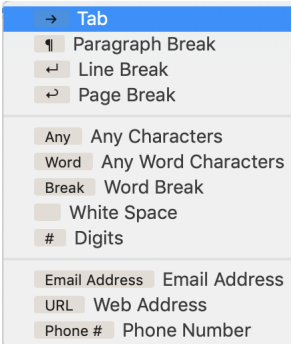 → Tab
¶ Paragraph Break
↵ Line Break
↩ Page Break
Any Any Characters
Word Any Word Characters
Break Word Break
White Space
# Digits
Email Address Email Address
URL Web Address
Phone # Phone Number